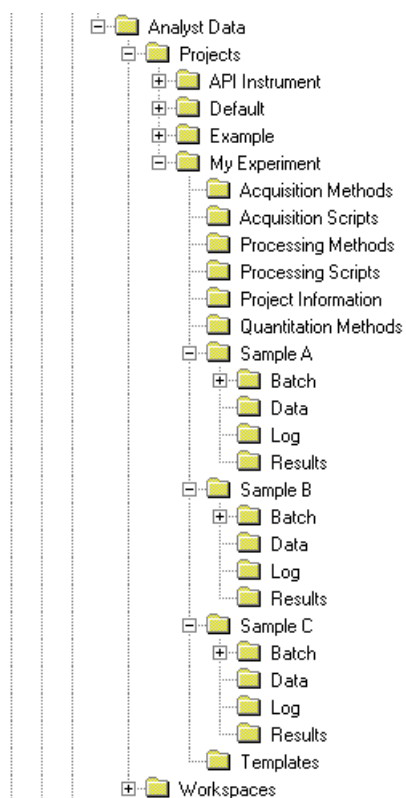 Analyst Data
Projects
API Instrument
Default
Example
My Experiment
Acquisition Methods
Acquisition Scripts
Processing Methods
Processing Scripts
Project Information
Quantitation Methods
Sample A
Batch
Data
Log
Results
Sample B
Batch
Data
Log
Results
Sample C
Batch
Data
Log
Results
Templates
Workspaces